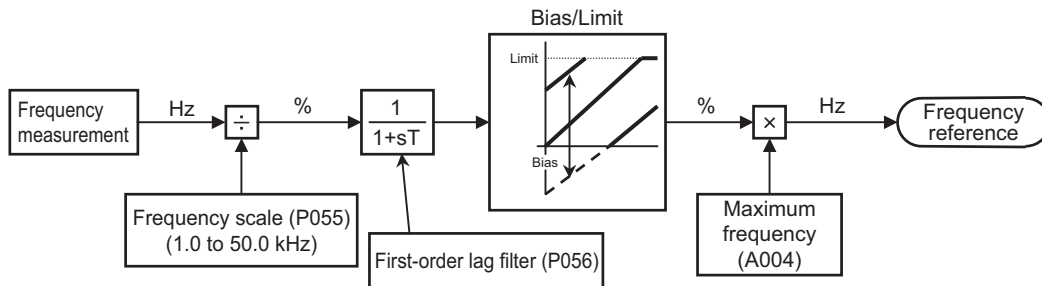 Bias/Limit
Limit
Bias
Frequency
measurement
Hz
÷
%
1
1+sT
%
×
Hz
Frequency
reference
Frequency scale (P055)
(1.0 to 50.0 kHz)
First-order lag filter (P056)
Maximum
frequency
(A004)